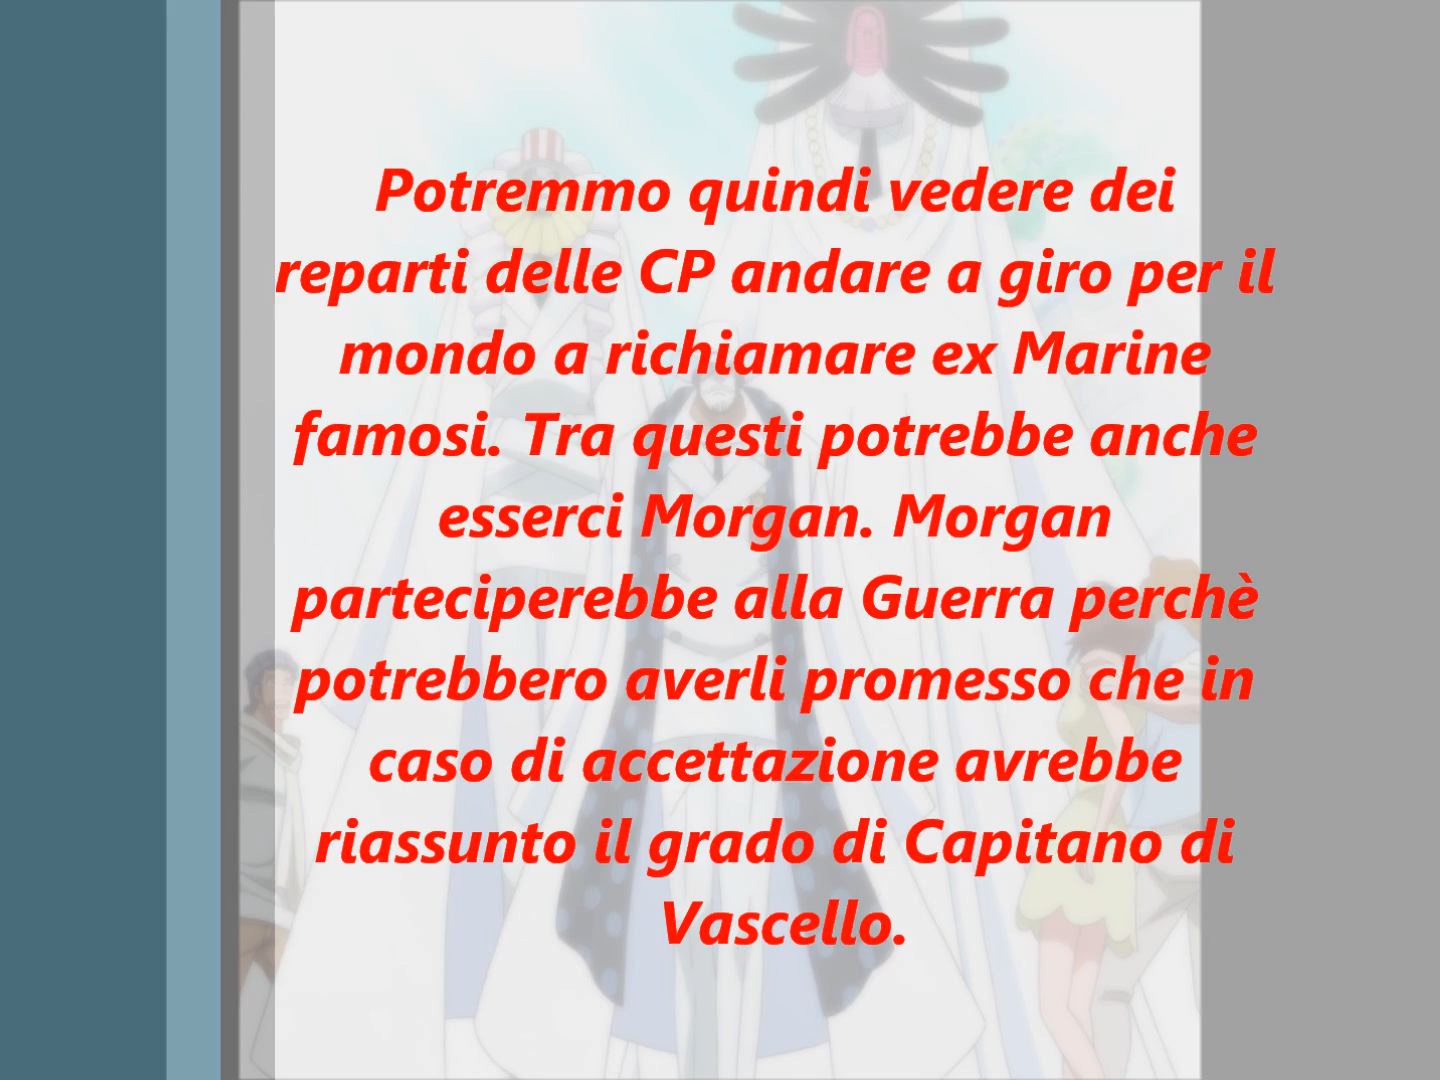 Potremmo quindi vedere dei
reparti delle CP andare a giro per il
mondo a richiamare ex Marine
famosi. Tra questi potrebbe anche
esserci Morgan. Morgan
parteciperebbe alla Guerra perchè
potrebbero averli promesso che in
caso di accettazione avrebbe
riassunto il grado di Capitano di
Vascello.